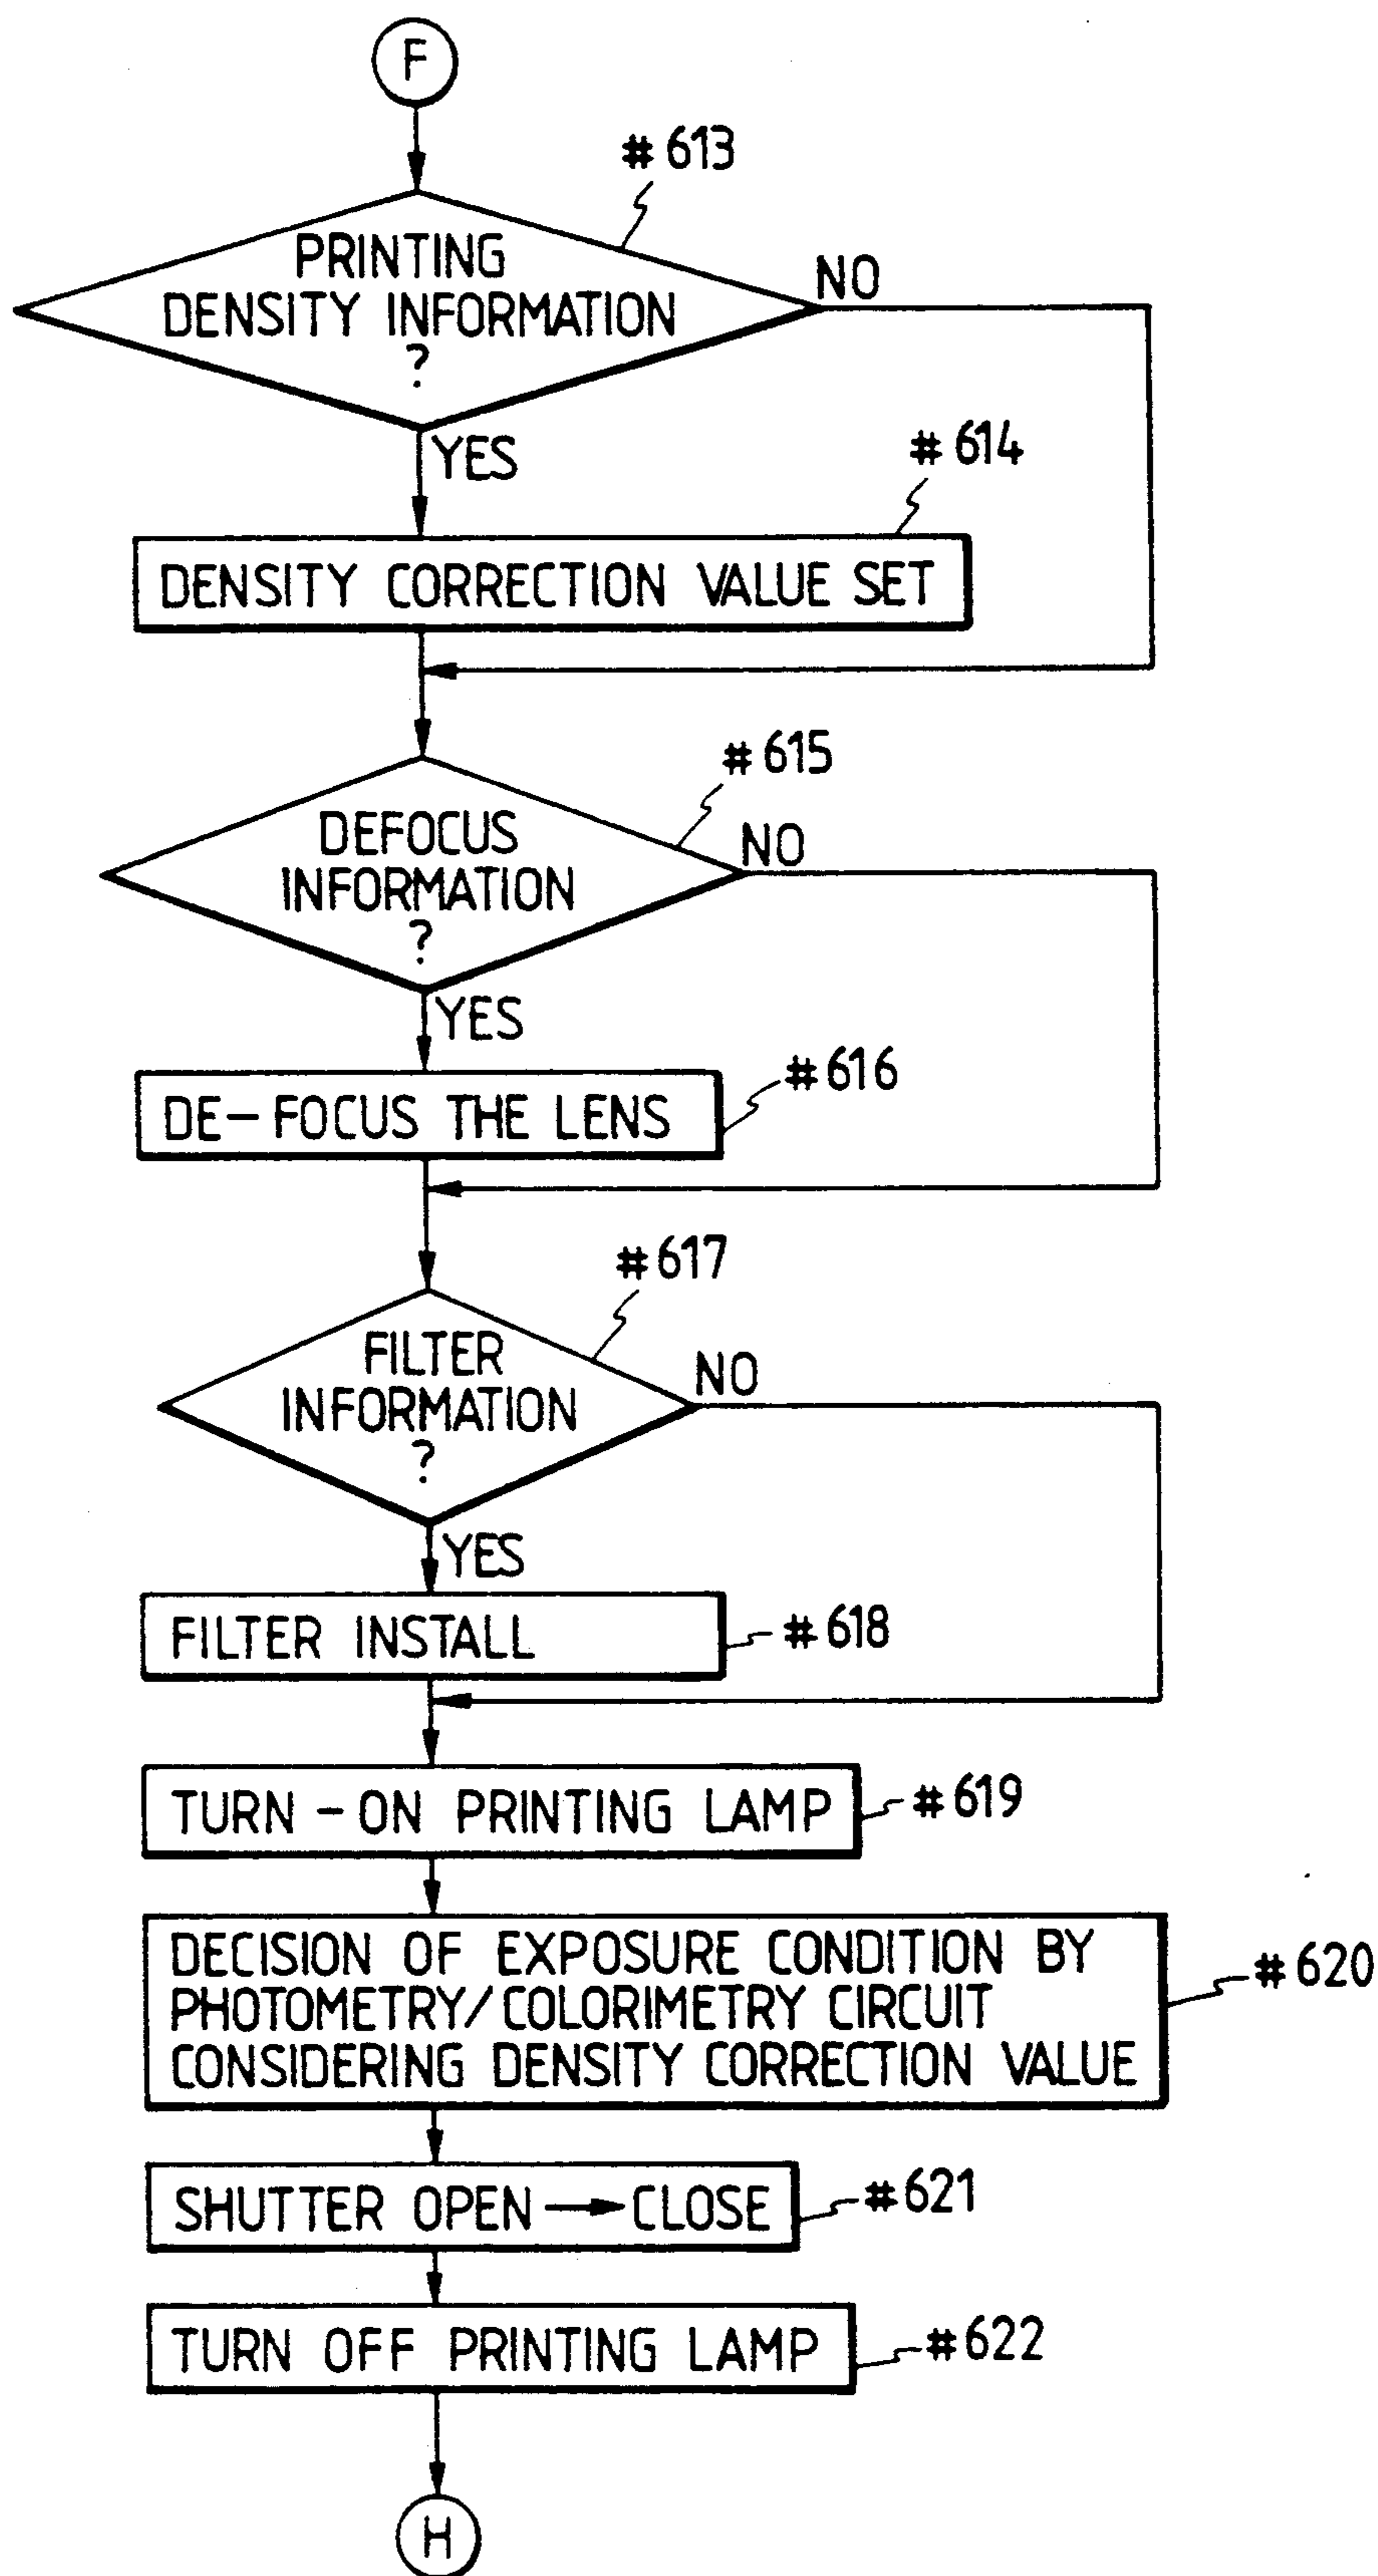 F
# 613
PRINTING
DENSITY INFORMATION
?
NO
YES
# 614
DENSITY CORRECTION VALUE SET
# 615
DEFOCUS
INFORMATION
?
NO
YES
# 616
DE-FOCUS THE LENS
# 617
FILTER
INFORMATION
?
NO
YES
FILTER INSTALL
# 618
TURN-ON PRINTING LAMP
# 619
DECISION OF EXPOSURE CONDITION BY
PHOTOMETRY/COLORIMETRY CIRCUIT
CONSIDERING DENSITY CORRECTION VALUE
# 620
SHUTTER OPEN → CLOSE
# 621
TURN OFF PRINTING LAMP
# 622
H